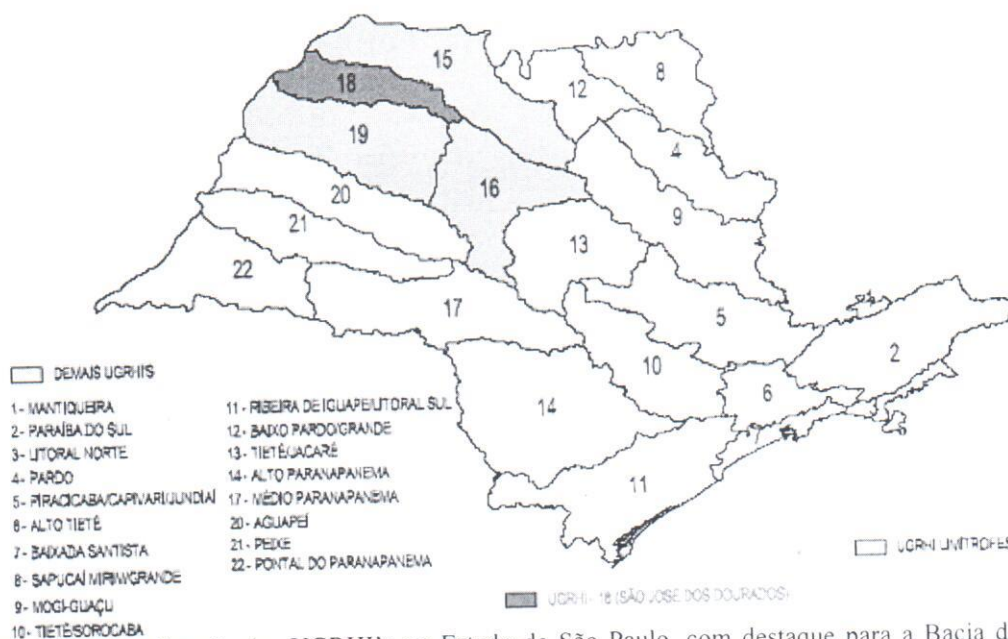 15
18
8
12
19
4
16
20
9
21
13
22
17
5
2
10
6
14
7
11
DEMAIS UGRHIS
1- MANTIQUEIRA
2- PARAÍBA DO SUL
3- LITORAL NORTE
4- PARDO
5- PIRACICABA/CAPIVARI/JUNDIAÍ
6- ALTO TIETÊ
7- BAIXADA SANTISTA
8- SAPUCAÍ MIRIM/GRANDE
9- MOGI-GUAÇU
10- TIETÊ/SOROCABA
11- RIBEIRA DE IGUAPE/LITORAL SUL
12- BAIXO PARDO/GRANDE
13- TIETÊ/JACARÉ
14- ALTO PARANAPANEMA
17- MÉDIO PARANAPANEMA
20- AGUAPEÍ
21- PEIXE
22- PONTAL DO PARANAPANEMA
UGRHI LIMÍTROFES
UGRHI - 18 (SÃO JOSÉ DOS DOURADOS)
Estado de São Paulo, com destaque para a Bacia d